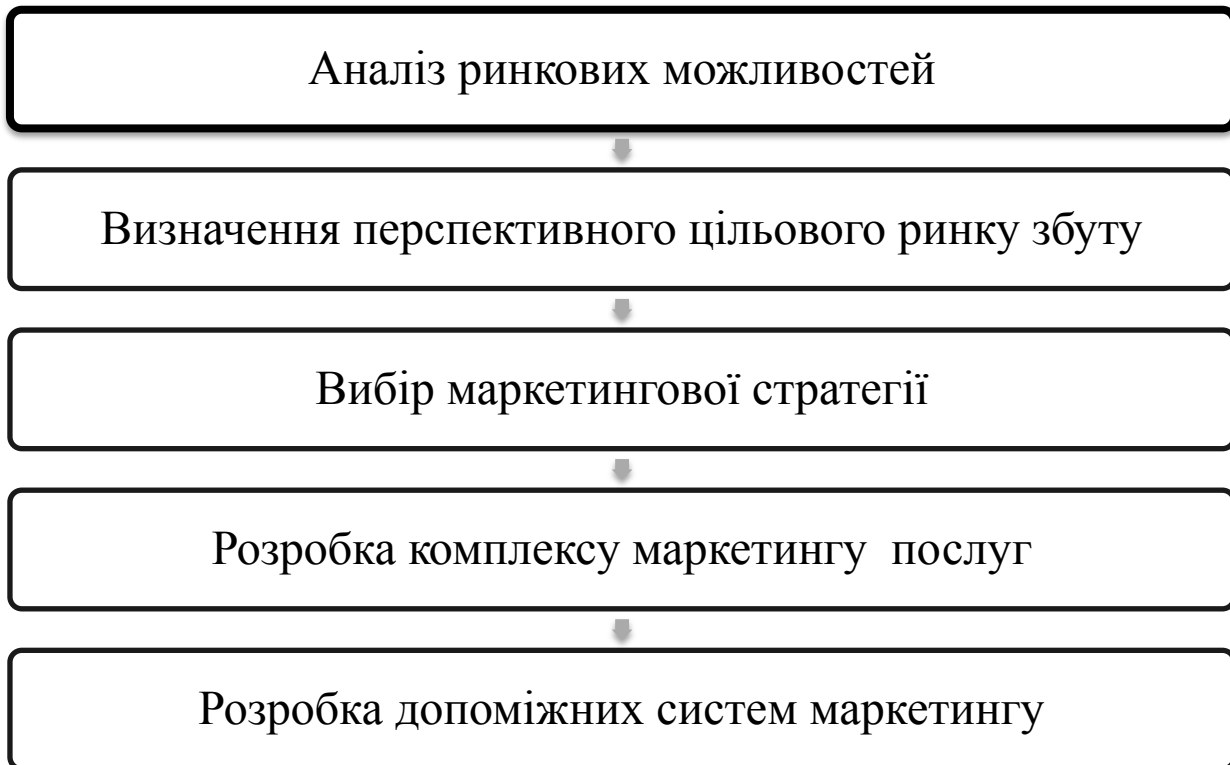 Аналіз ринкових можливостей
Визначення перспективного цільового ринку збуту
Вибір маркетингової стратегії
Розробка комплексу маркетингу послуг
Розробка допоміжних систем маркетингу